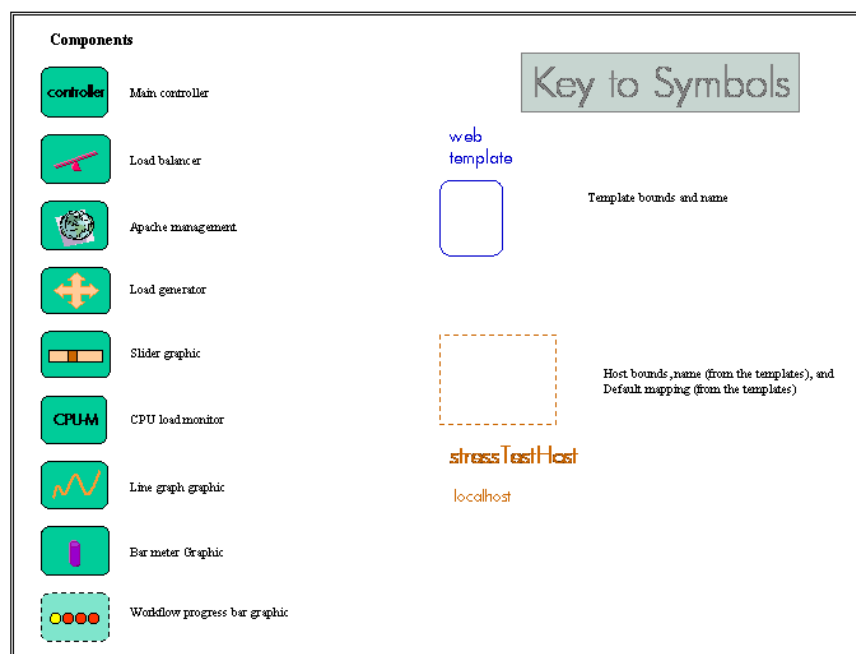 Components
Key to Symbols
controller
Main controller
web
template
Load balancer
Template bounds and name
Apache management
Load generator
Slider graphic
Host bounds, name (from the templates), and
Default mapping (from the templates)
CPU-M
CPU load monitor
stressTestHost
localhost
Line graph graphic
Bar meter Graphic
Workflow progress bar graphic